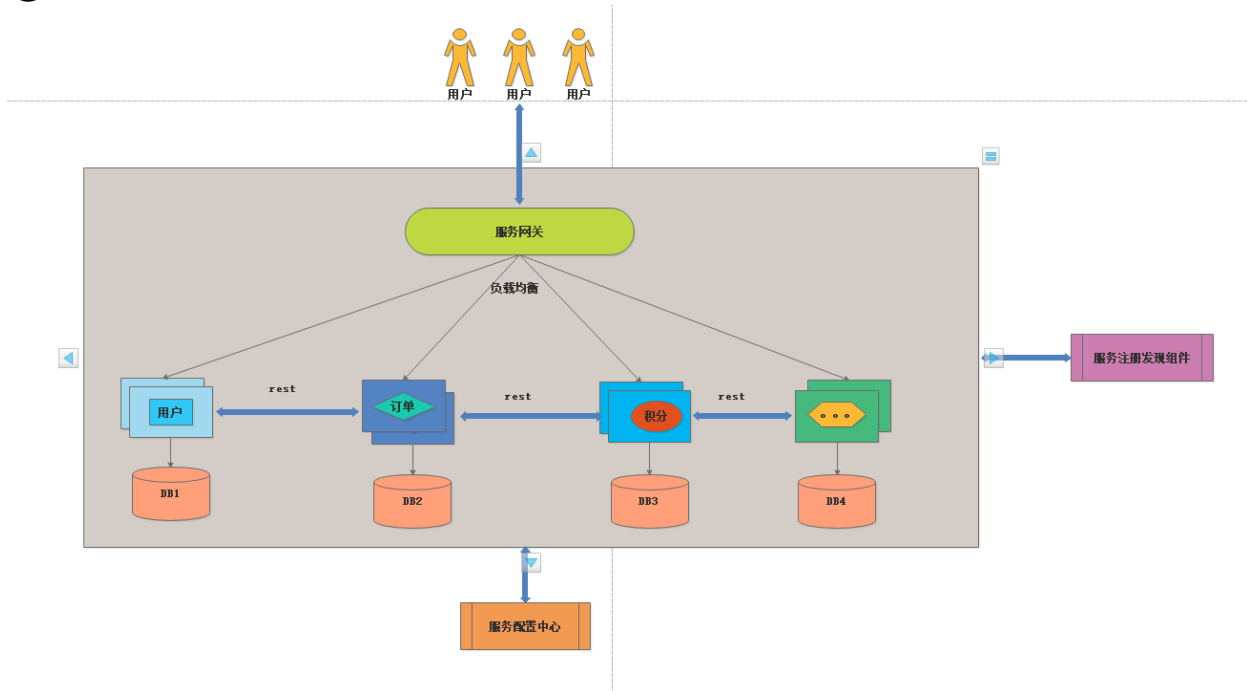 用户 用户 用户
服务网关
负载均衡
服务注册发现组件
rest
rest
rest
用户
订单
积分
DB1
DB2
DB3
DB4
服务配置中心